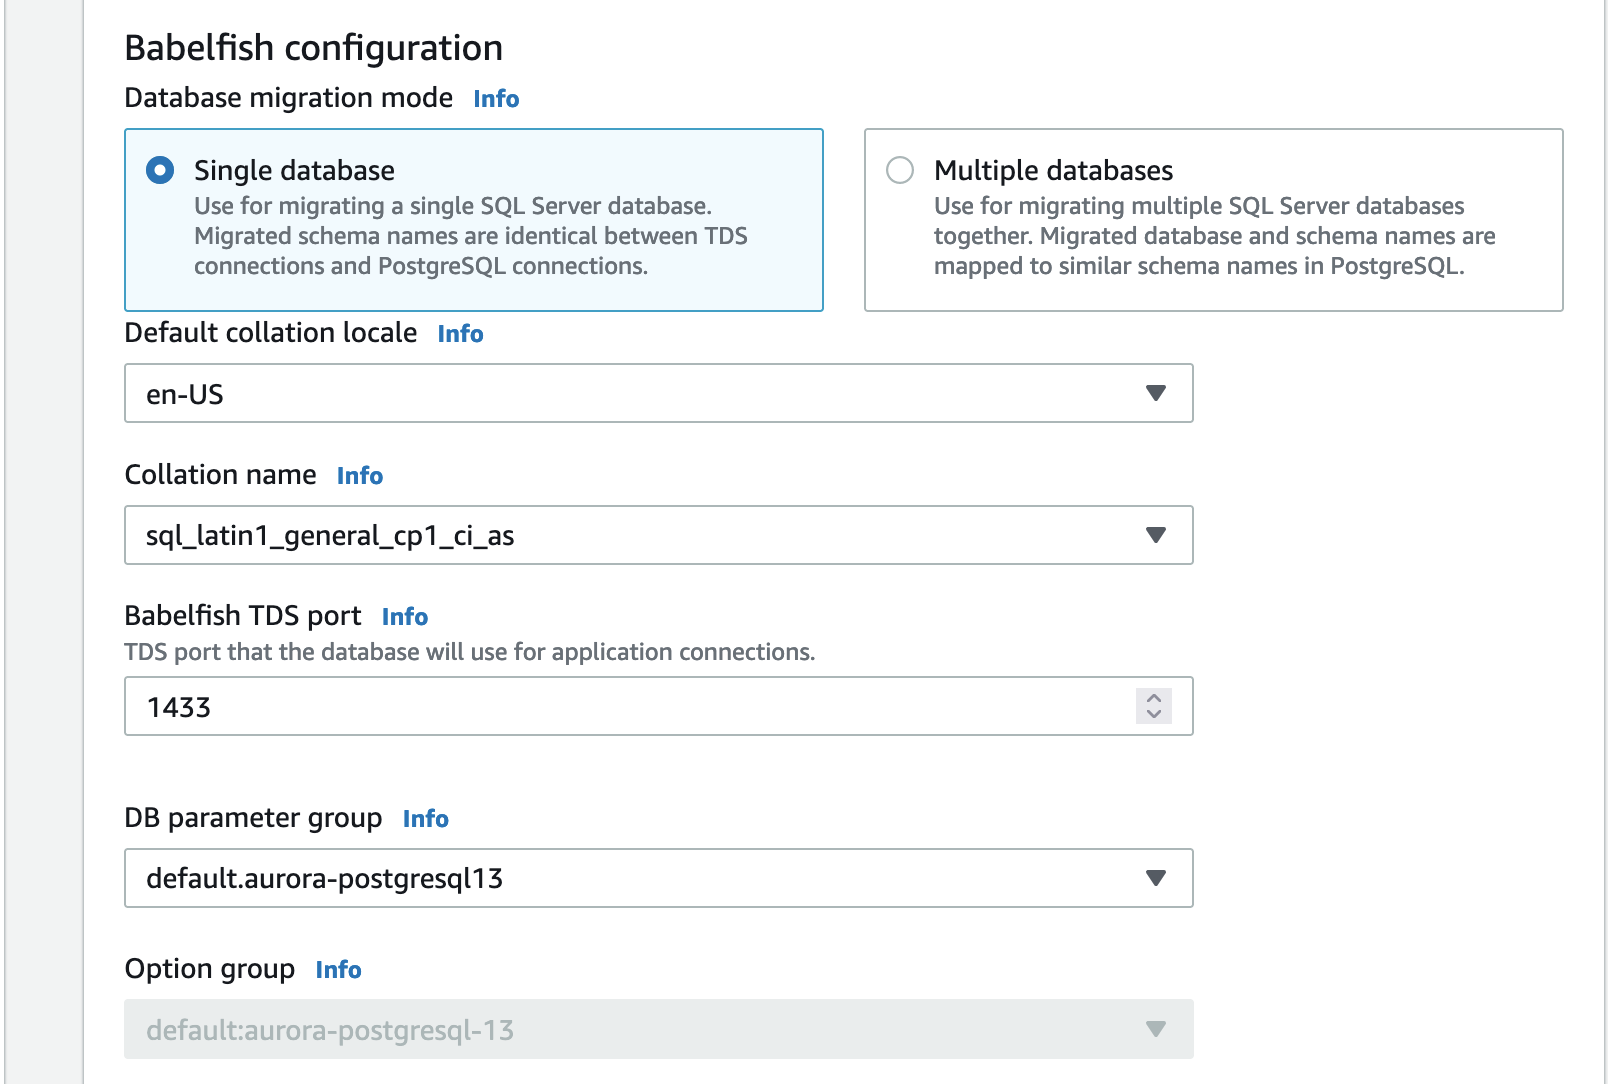 Babelfish configuration
Database migration mode Info
Single database
Use for migrating a single SQL Server database.
Migrated schema names are identical between TDS
connections and PostgreSQL connections.
Multiple databases
Use for migrating multiple SQL Server databases
together. Migrated database and schema names are
mapped to similar schema names in PostgreSQL.
Default collation locale Info
en-US
Collation name Info
sql_latin1_general_cp1_ci_as
Babelfish TDS port Info
TDS port that the database will use for application connections.
1433
DB parameter group Info
default.aurora-postgresql13
Option group Info
default:aurora-postgresql-13